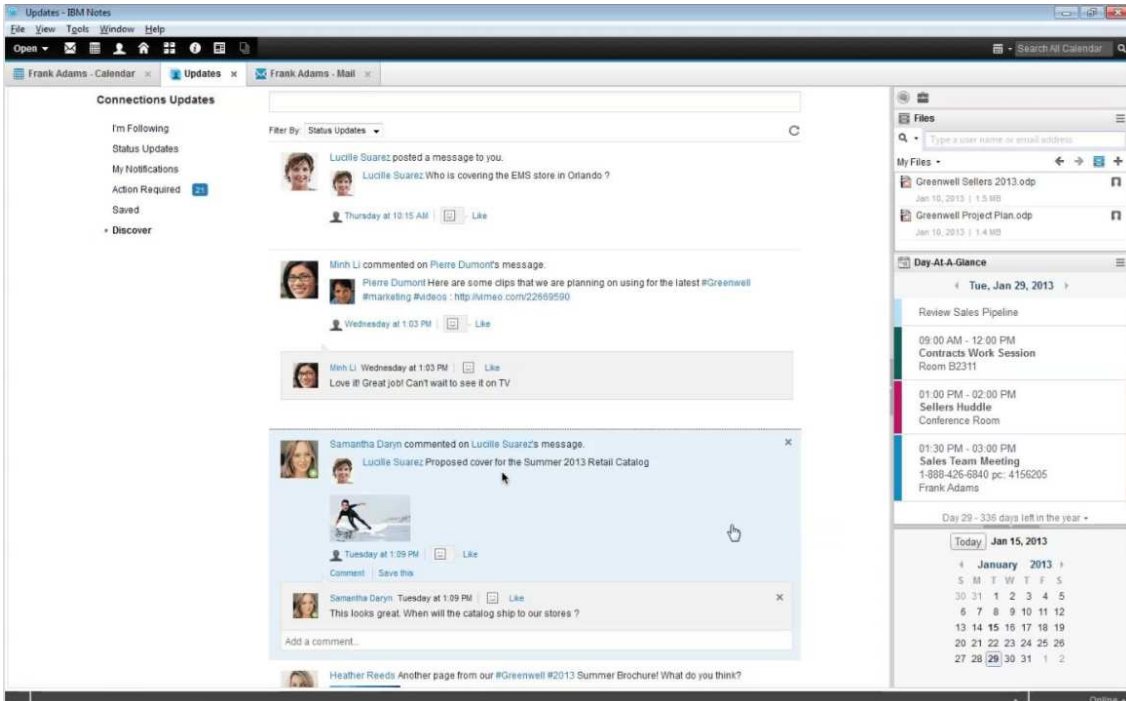 Updates - IBM Notes
File View Tools Window Help
Open
Search All Calendar
Frank Adams - Calendar × Updates × Frank Adams - Mail ×
Connections Updates
I'm Following
Status Updates
My Notifications
Action Required 21
Saved
Discover
Filter By: Status Updates
Lucille Suarez posted a message to you.
Lucille Suarez Who is covering the EMS store in Orlando ?
Thursday at 10:15 AM Like
Minh Li commented on Pierre Dumont's message.
Pierre Dumont Here are some clips that we are planning on using for the latest #Greenwell
#marketing #videos : http://vimeo.com/22669590
Wednesday at 1:03 PM Like
Minh Li Wednesday at 1:03 PM Like
Love it! Great job! Can't wait to see it on TV
Samantha Daryn commented on Lucille Suarez's message. ×
Lucille Suarez Proposed cover for the Summer 2013 Retail Catalog
Tuesday at 1:09 PM Like
Comment Save this
Samantha Daryn Tuesday at 1:09 PM Like ×
This looks great. When will the catalog ship to our stores ?
Add a comment...
Heather Reeds Another page from our #Greenwell #2013 Summer Brochure! What do you think?
Files
Type a user name or email address
My Files
Greenwell Sellers 2013.odp
Jan 10, 2013 | 1.5 MB
Greenwell Project Plan.odp
Jan 10, 2013 | 1.4 MB
Day-At-A-Glance
Tue, Jan 29, 2013
Review Sales Pipeline
09:00 AM - 12:00 PM
Contracts Work Session
Room B2311
01:00 PM - 02:00 PM
Sellers Huddle
Conference Room
01:30 PM - 03:00 PM
Sales Team Meeting
1-888-426-6840 pc: 4156205
Frank Adams
Day 29 - 336 days left in the year
Today Jan 15, 2013
January 2013
S M T W T F S
30 31 1 2 3 4 5
6 7 8 9 10 11 12
13 14 15 16 17 18 19
20 21 22 23 24 25 26
27 28 29 30 31 1 2
Online